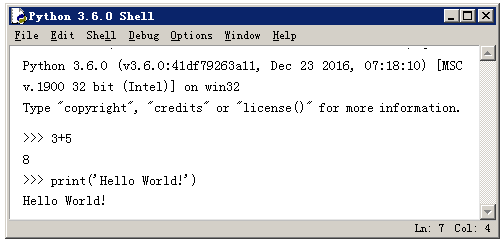 Python 3.6.0 Shell
File Edit Shell Debug Options Window Help
Python 3.6.0 (v3.6.0:41df79263a11, Dec 23 2016, 07:18:10) [MSC
v.1900 32 bit (Intel)] on win32
Type "copyright", "credits" or "license()" for more information.
>>> 3+5
8
>>> print('Hello World!')
Hello World!
Ln: 7 Col: 4